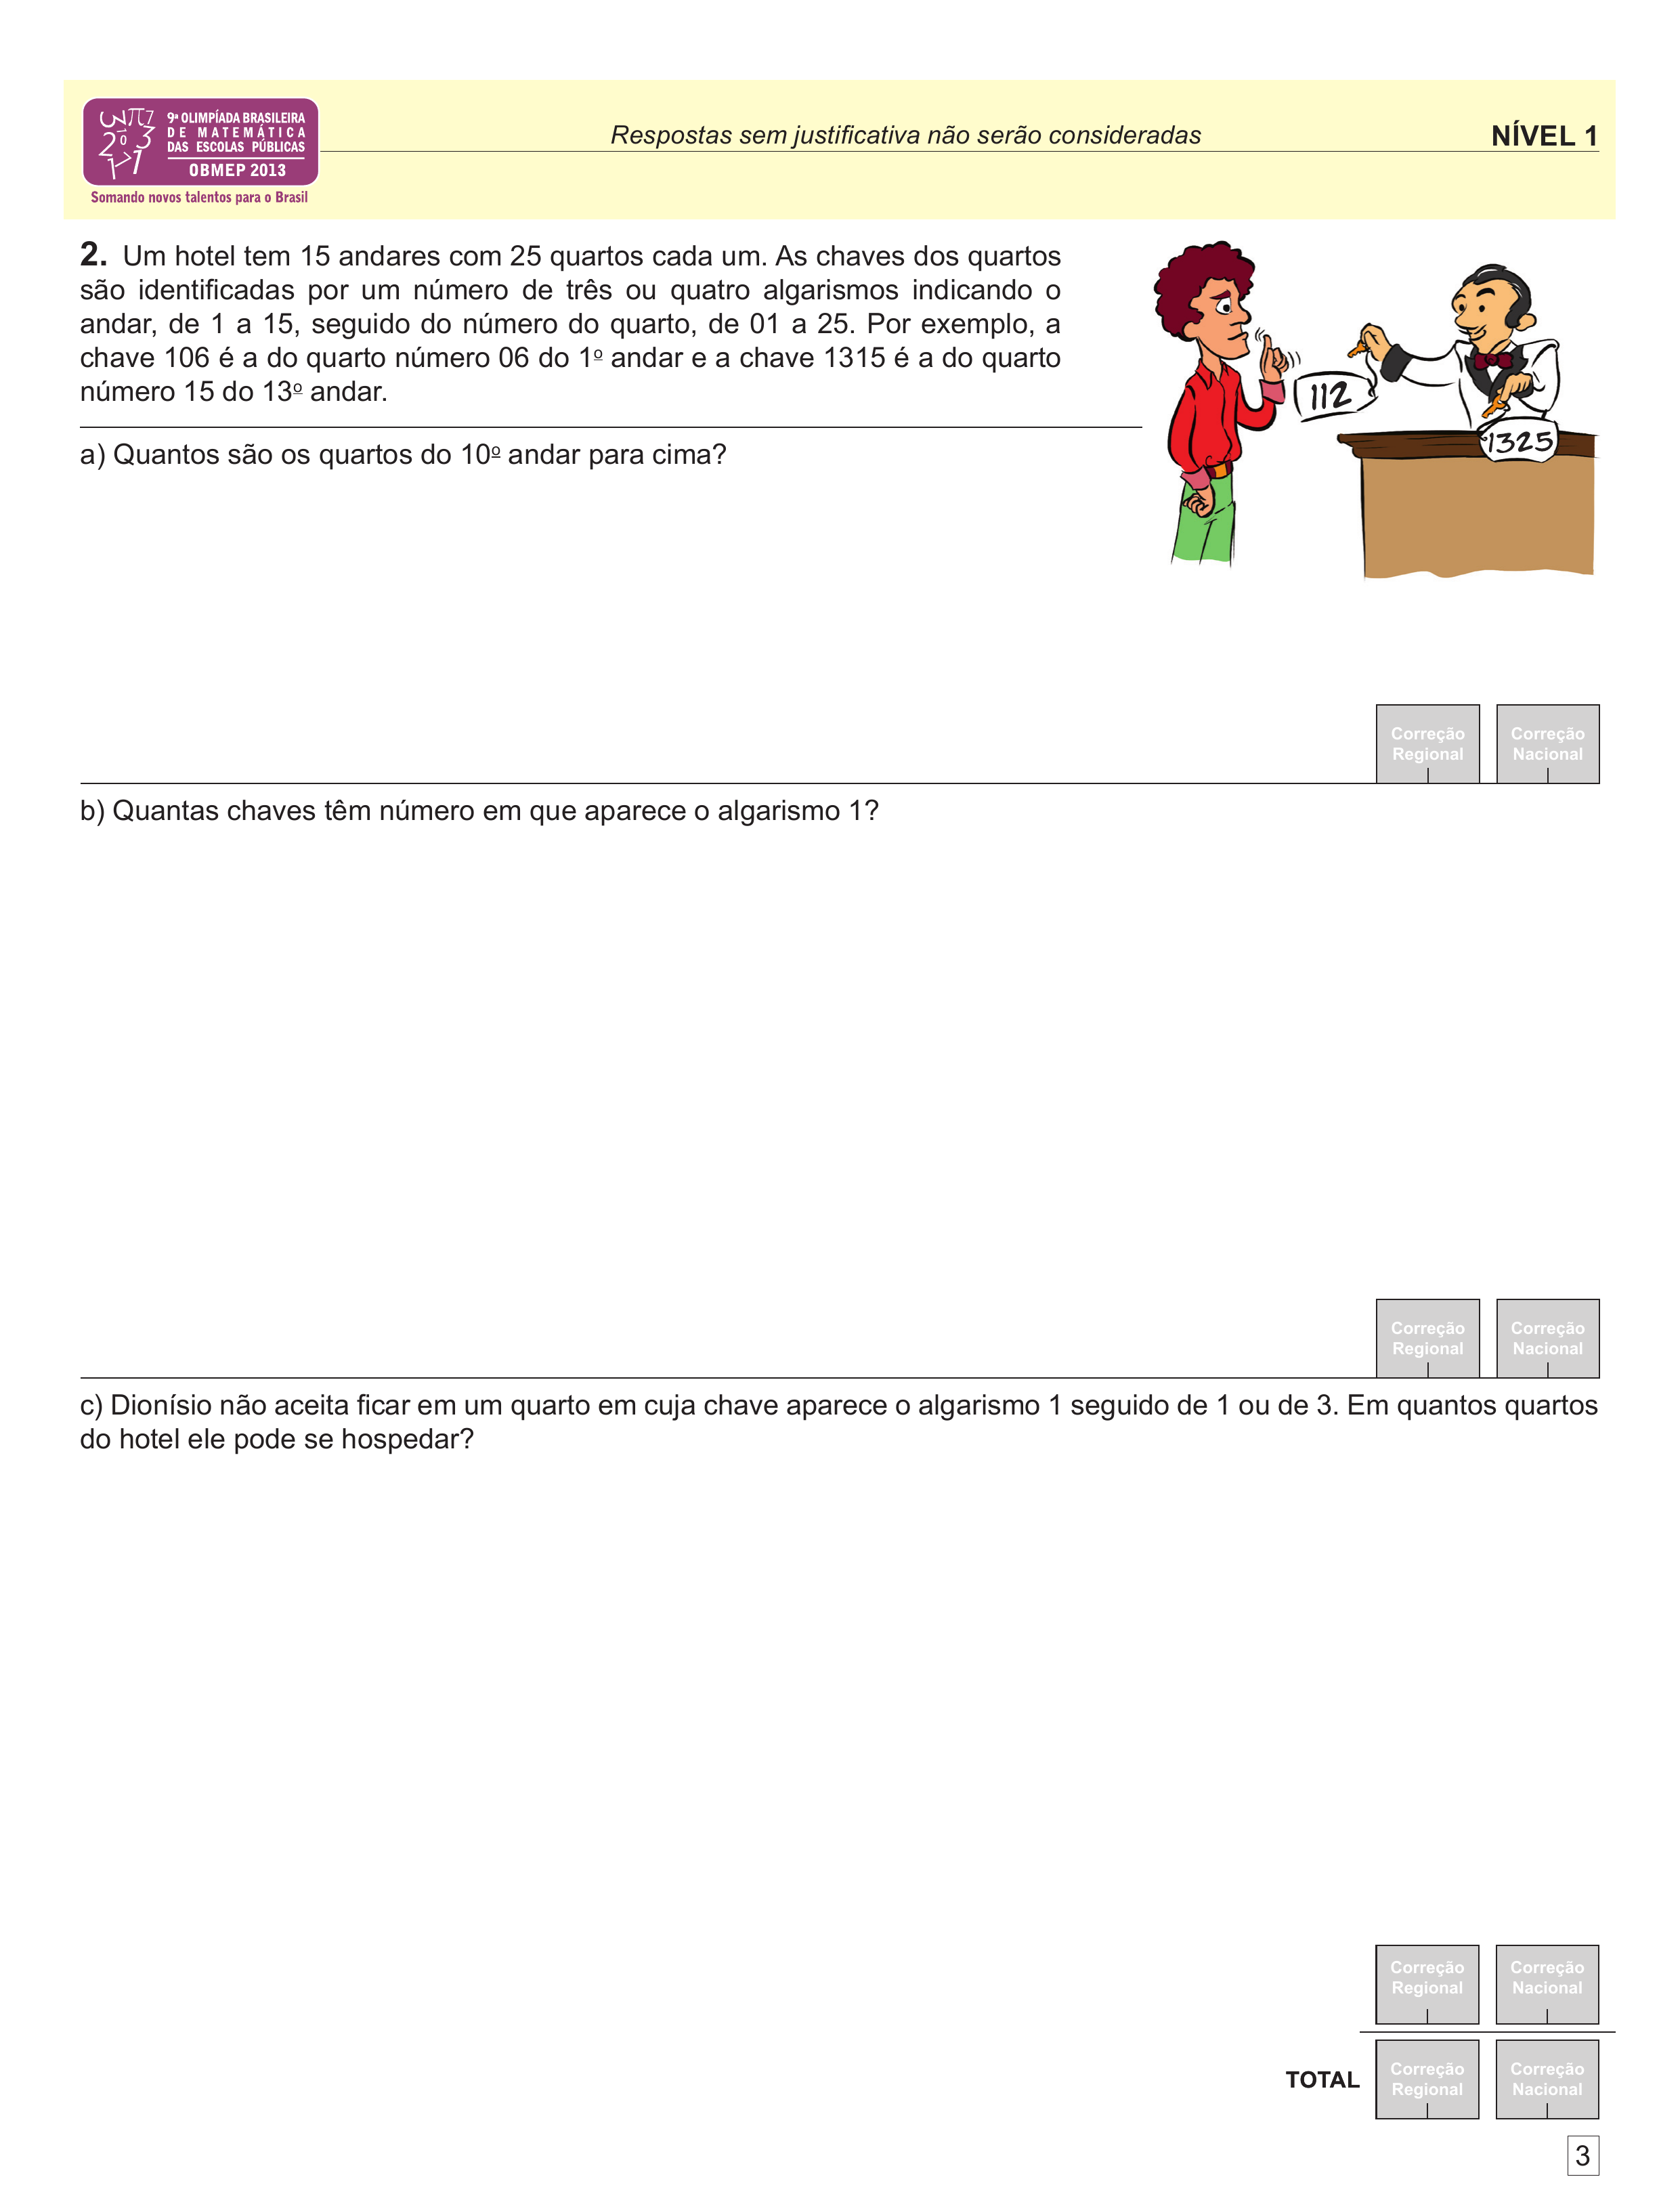 9ª OLIMPÍADA BRASILEIRA
DE MATEMÁTICA
DAS ESCOLAS PÚBLICAS
OBMEP 2013
Somando novos talentos para o Brasil
Respostas sem justificativa não serão consideradas
NÍVEL 1
2. Um hotel tem 15 andares com 25 quartos cada um. As chaves dos quartos
são identificadas por um número de três ou quatro algarismos indicando o
andar, de 1 a 15, seguido do número do quarto, de 01 a 25. Por exemplo, a
chave 106 é a do quarto número 06 do 1º andar e a chave 1315 é a do quarto
número 15 do 13º andar.
112
1325
a) Quantos são os quartos do 10º andar para cima?
Correção
Regional
Correção
Nacional
b) Quantas chaves têm número em que aparece o algarismo 1?
Correção
Regional
Correção
Nacional
c) Dionísio não aceita ficar em um quarto em cuja chave aparece o algarismo 1 seguido de 1 ou de 3. Em quantos quartos
do hotel ele pode se hospedar?
Correção
Regional
Correção
Nacional
TOTAL
Correção
Regional
Correção
Nacional
3